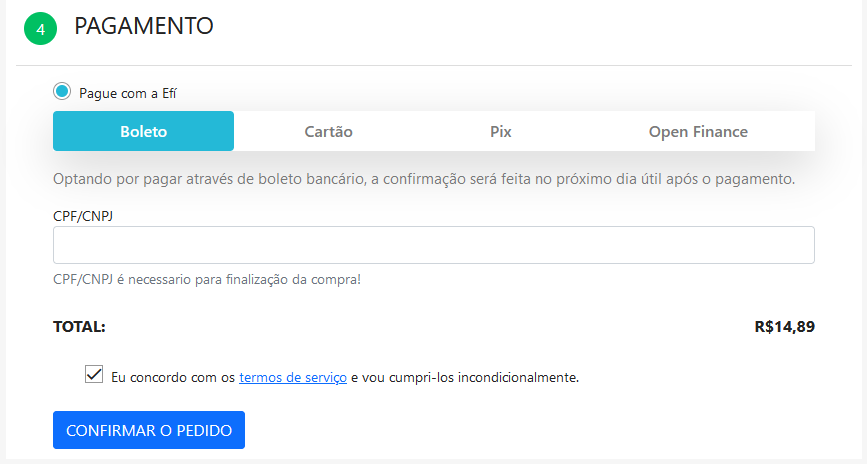 4 PAGAMENTO
Pague com a Efí
Boleto Cartão Pix Open Finance
Optando por pagar através de boleto bancário, a confirmação será feita no próximo dia útil após o pagamento.
CPF/CNPJ
CPF/CNPJ é necessario para finalização da compra!
TOTAL: R$14,89
Eu concordo com os termos de serviço e vou cumpri-los incondicionalmente.
CONFIRMAR O PEDIDO